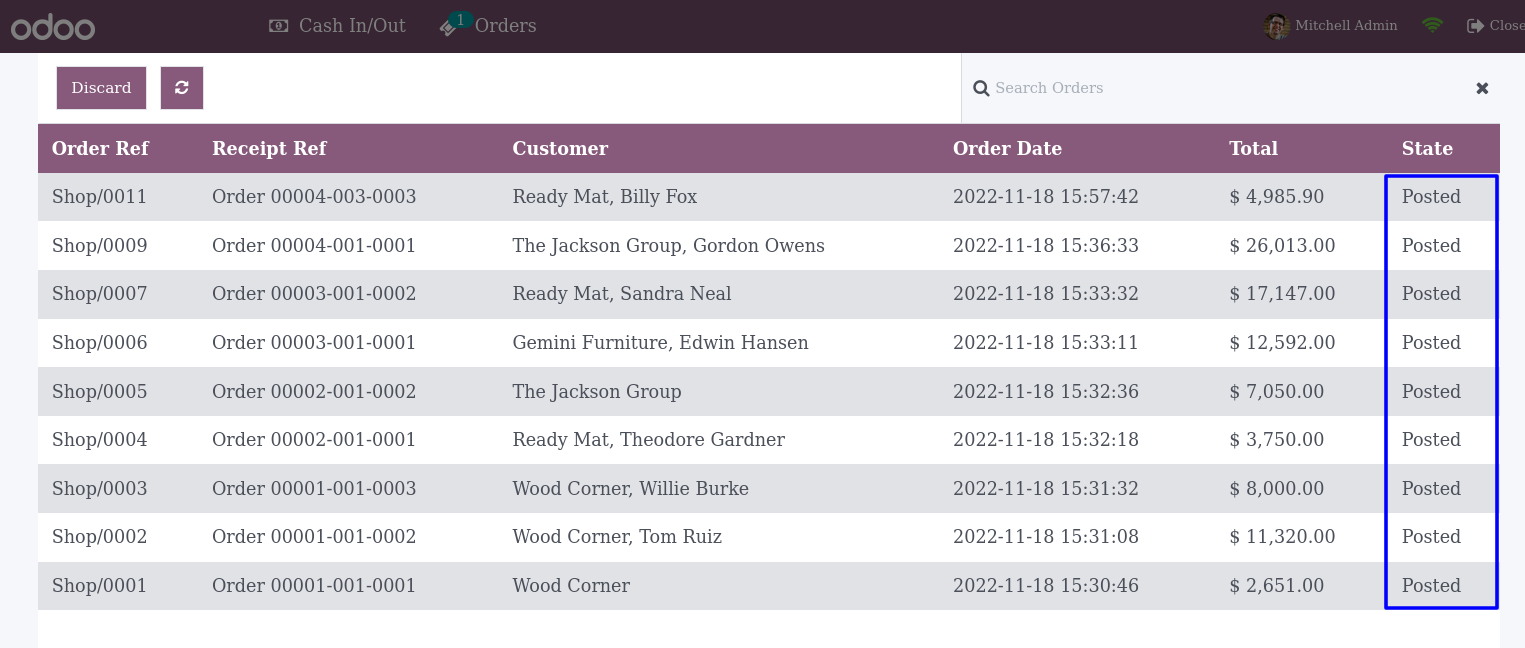 odoo Cash In/Out 1 Orders Mitchell Admin Close
Discard Search Orders
Order Ref Receipt Ref Customer Order Date Total State
Shop/0011 Order 00004-003-0003 Ready Mat, Billy Fox 2022-11-18 15:57:42 $ 4,985.90 Posted
Shop/0009 Order 00004-001-0001 The Jackson Group, Gordon Owens 2022-11-18 15:36:33 $ 26,013.00 Posted
Shop/0007 Order 00003-001-0002 Ready Mat, Sandra Neal 2022-11-18 15:33:32 $ 17,147.00 Posted
Shop/0006 Order 00003-001-0001 Gemini Furniture, Edwin Hansen 2022-11-18 15:33:11 $ 12,592.00 Posted
Shop/0005 Order 00002-001-0002 The Jackson Group 2022-11-18 15:32:36 $ 7,050.00 Posted
Shop/0004 Order 00002-001-0001 Ready Mat, Theodore Gardner 2022-11-18 15:32:18 $ 3,750.00 Posted
Shop/0003 Order 00001-001-0003 Wood Corner, Willie Burke 2022-11-18 15:31:32 $ 8,000.00 Posted
Shop/0002 Order 00001-001-0002 Wood Corner, Tom Ruiz 2022-11-18 15:31:08 $ 11,320.00 Posted
Shop/0001 Order 00001-001-0001 Wood Corner 2022-11-18 15:30:46 $ 2,651.00 Posted